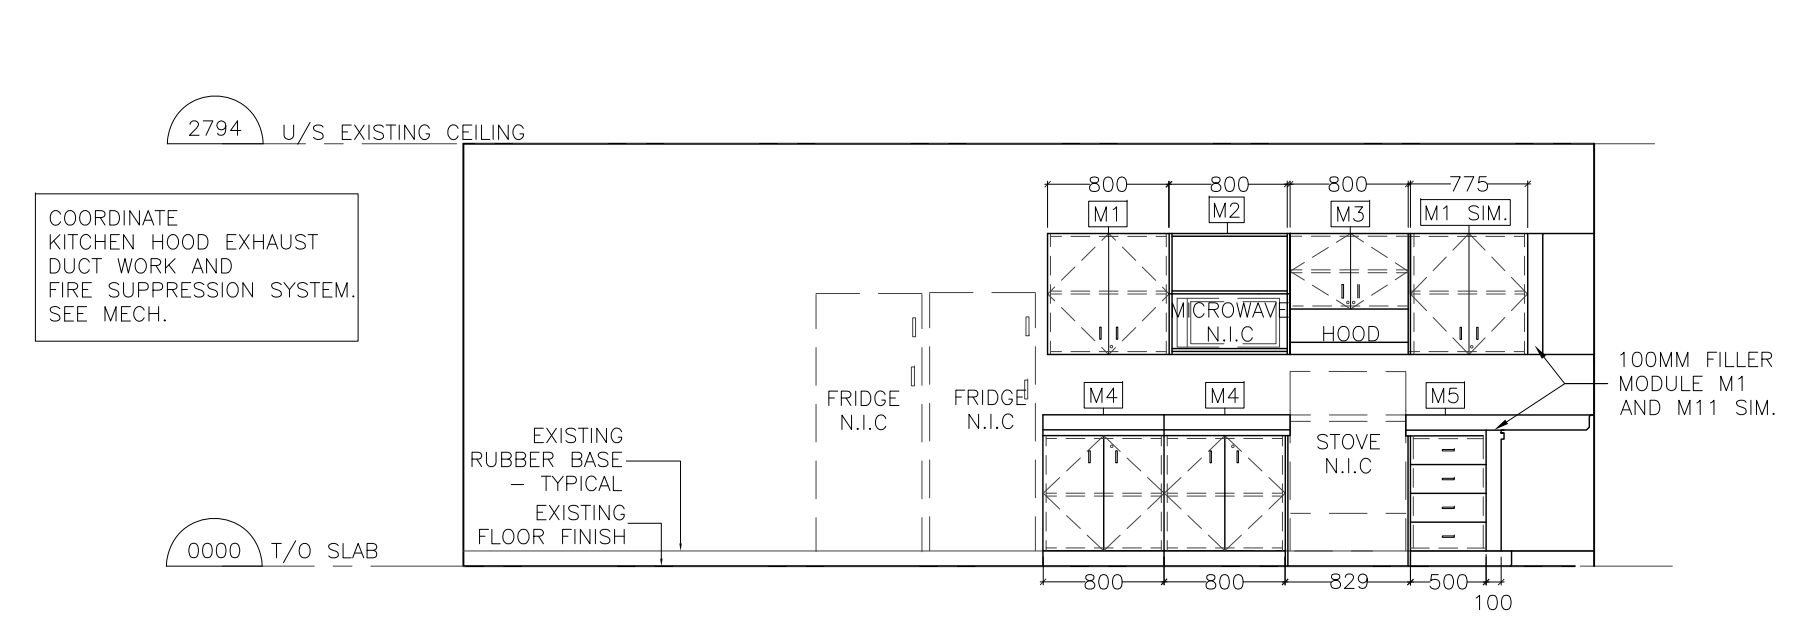 2794
U/S EXISTING CEILING
COORDINATE
KITCHEN HOOD EXHAUST
DUCT WORK AND
FIRE SUPPRESSION SYSTEM.
SEE MECH.
800
800
800
775
M1
M2
M3
M1 SIM.
MICROWAVE
N.I.C
HOOD
100MM FILLER
MODULE M1
AND M11 SIM.
FRIDGE
N.I.C
FRIDGE
N.I.C
M4
M4
M5
STOVE
N.I.C
EXISTING
RUBBER BASE
- TYPICAL
EXISTING
FLOOR FINISH
0000
T/O SLAB
800
800
829
500
100